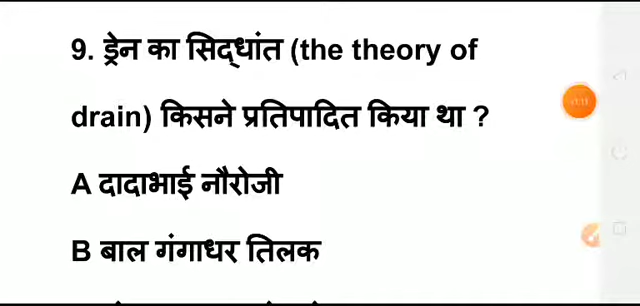 9. ड्रेन का सिद्धांत (the theory of
drain) किसने प्रतिपादित किया था ?
A दादाभाई नौरोजी
B बाल गंगाधर तिलक